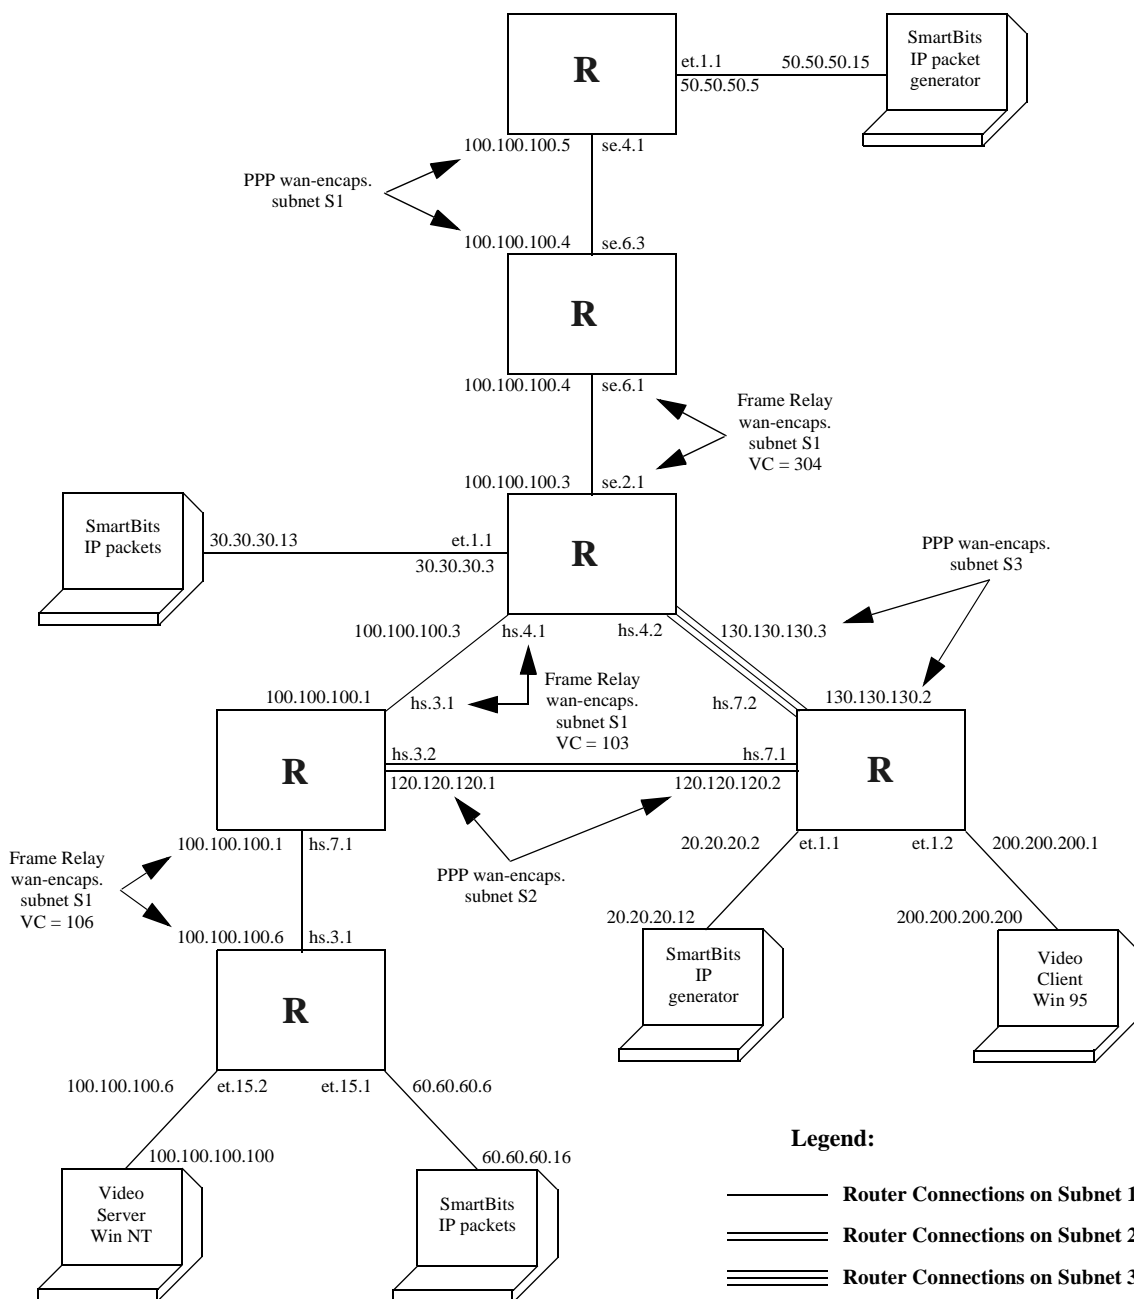 R
et.1.1
50.50.50.5
50.50.50.15
SmartBits
IP packet
generator
100.100.100.5
se.4.1
PPP wan-encaps.
subnet S1
100.100.100.4
se.6.3
R
100.100.100.4
se.6.1
Frame Relay
wan-encaps.
subnet S1
VC = 304
100.100.100.3
se.2.1
SmartBits
IP packets
30.30.30.13
et.1.1
30.30.30.3
R
PPP wan-encaps.
subnet S3
100.100.100.3
hs.4.1
hs.4.2
130.130.130.3
Frame Relay
wan-encaps.
subnet S1
VC = 103
100.100.100.1
hs.3.1
hs.7.2
130.130.130.2
R
hs.3.2
120.120.120.1
hs.7.1
120.120.120.2
R
100.100.100.1
hs.7.1
PPP wan-encaps.
subnet S2
20.20.20.2
et.1.1
et.1.2
200.200.200.1
Frame Relay
wan-encaps.
subnet S1
VC = 106
100.100.100.6
hs.3.1
20.20.20.12
200.200.200.200
R
SmartBits
IP
generator
Video
Client
Win 95
100.100.100.6
et.15.2
et.15.1
60.60.60.6
100.100.100.100
60.60.60.16
Video
Server
Win NT
SmartBits
IP packets
Legend:
Router Connections on Subnet 1
Router Connections on Subnet 2
Router Connections on Subnet 3